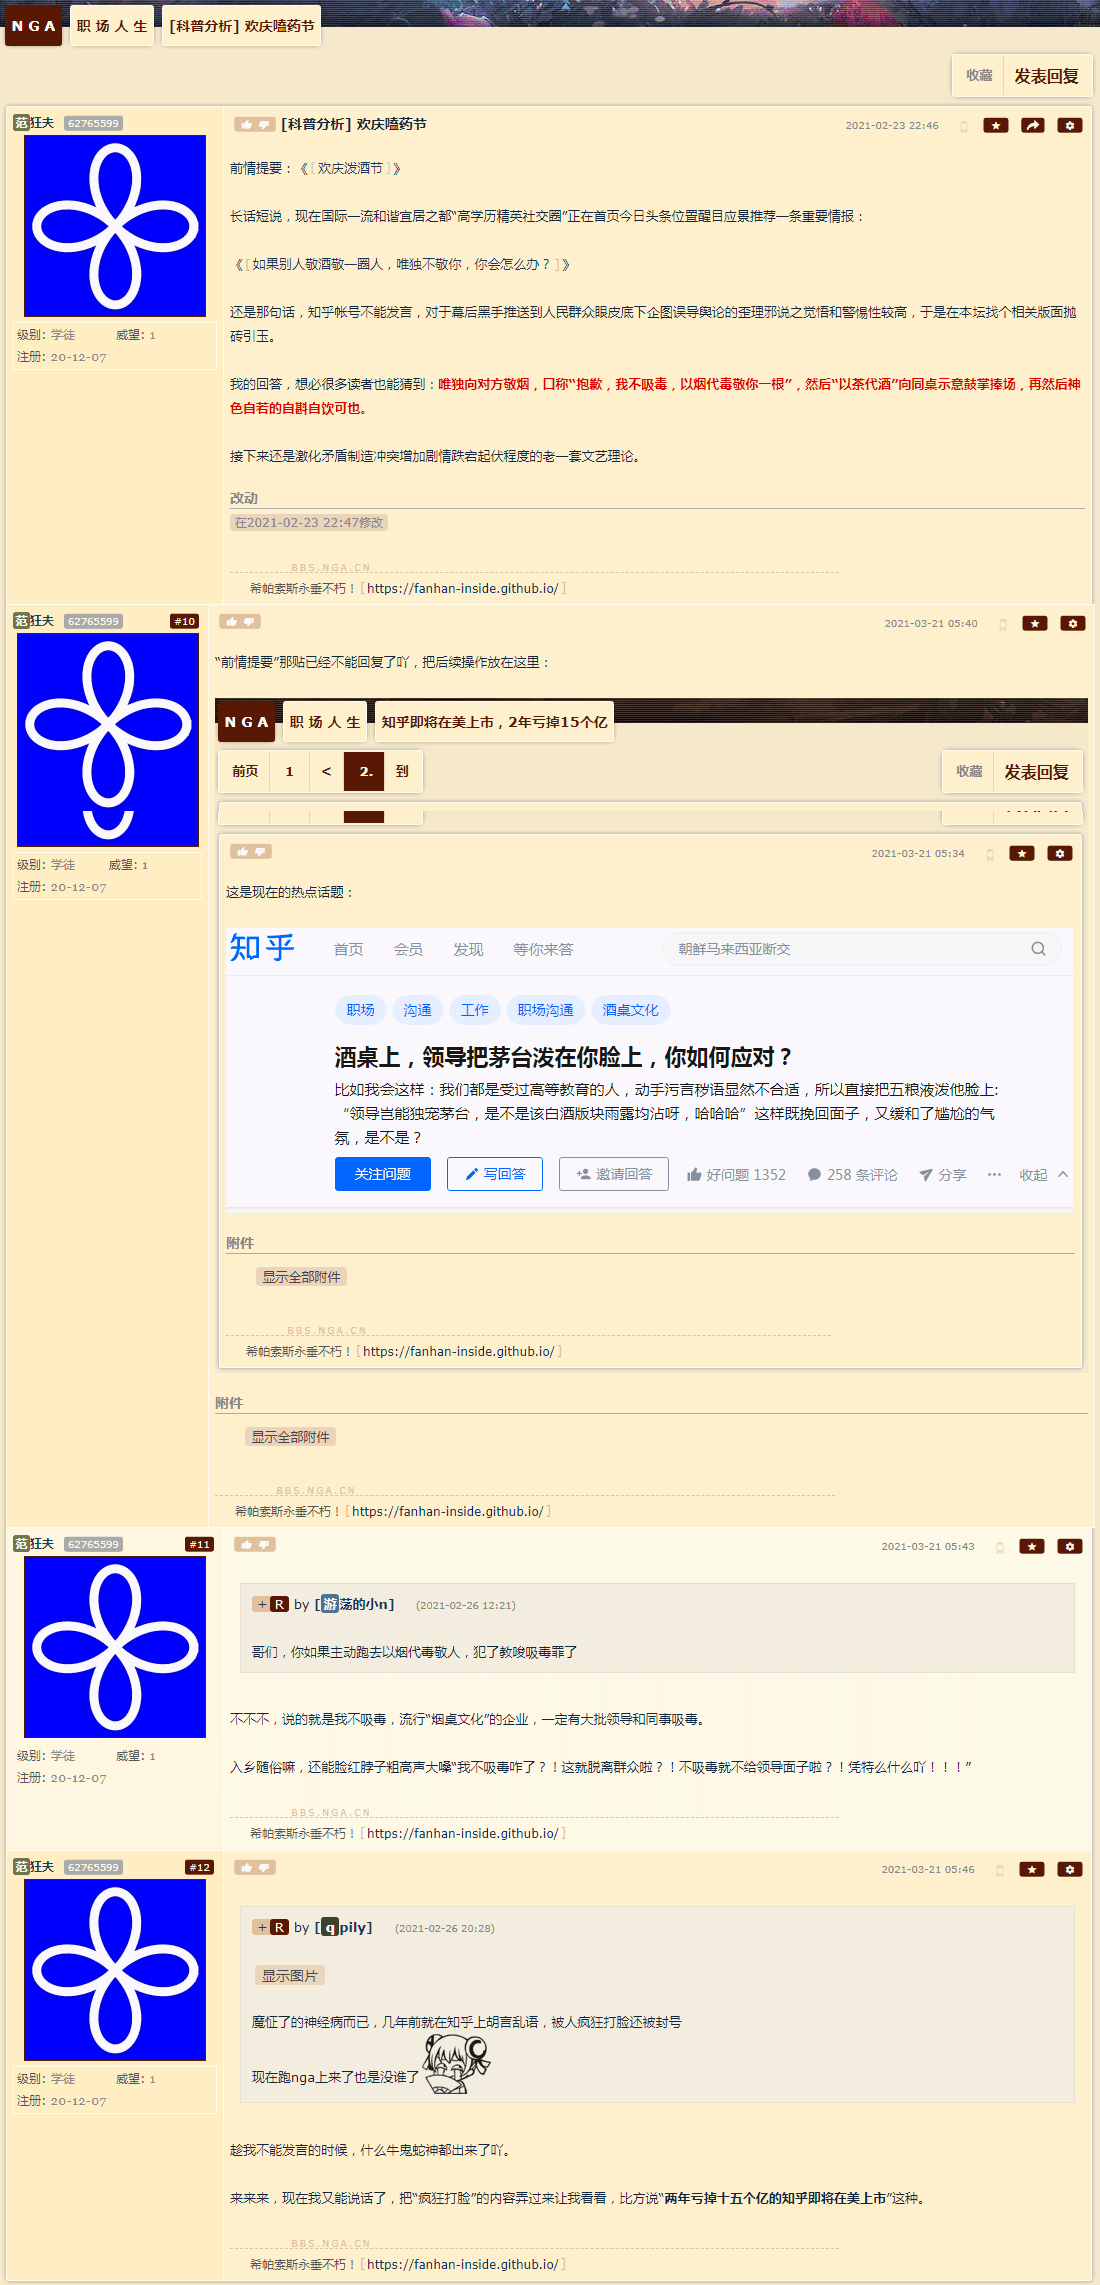 NGA 职场人生 [科普分析] 欢庆嗑药节
收藏 发表回复
范狂夫 62765599
[科普分析] 欢庆嗑药节 2021-02-23 22:46
级别: 学徒 威望: 1
注册: 20-12-07
前情提要：《[ 欢庆泼酒节 ]》
长话短说，现在国际一流和谐宜居之都“高学历精英社交圈”正在首页今日头条位置醒目应景推荐一条重要情报：
《[ 如果别人敬酒敬一圈人，唯独不敬你，你会怎么办？ ]》
还是那句话，知乎帐号不能发言，对于幕后黑手推送到人民群众眼皮底下企图误导舆论的歪理邪说之觉悟和警惕性较高，于是在本坛找个相关版面抛
砖引玉。
我的回答，想必很多读者也能猜到：唯独向对方敬烟，口称“抱歉，我不吸毒，以烟代毒敬你一根”，然后“以茶代酒”向同桌示意鼓掌捧场，再然后神
色自若的自斟自饮可也。
接下来还是激化矛盾制造冲突增加剧情跌宕起伏程度的老一套文艺理论。
改动
在2021-02-23 22:47修改
BBS.NGA.CN
希帕索斯永垂不朽！ [ https://fanhan-inside.github.io/ ]
范狂夫 62765599 #10
2021-03-21 05:40
级别: 学徒 威望: 1
注册: 20-12-07
“前情提要”那贴已经不能回复了吖，把后续操作放在这里：
NGA 职场人生 知乎即将在美上市，2年亏掉15个亿
前页 1 < 2. 到 收藏 发表回复
2021-03-21 05:34
这是现在的热点话题：
知乎 首页 会员 发现 等你来答 朝鲜马来西亚断交
职场 沟通 工作 职场沟通 酒桌文化
酒桌上，领导把茅台泼在你脸上，你如何应对？
比如我会这样：我们都是受过高等教育的人，动手污言秽语显然不合适，所以直接把五粮液泼他脸上:
“领导岂能独宠茅台，是不是该白酒版块雨露均沾呀，哈哈哈”这样既挽回面子，又缓和了尴尬的气
氛，是不是？
关注问题 写回答 邀请回答 好问题 1352 258 条评论 分享 ··· 收起
附件
显示全部附件
BBS.NGA.CN
希帕索斯永垂不朽！ [ https://fanhan-inside.github.io/ ]
附件
显示全部附件
BBS.NGA.CN
希帕索斯永垂不朽！ [ https://fanhan-inside.github.io/ ]
范狂夫 62765599 #11
2021-03-21 05:43
级别: 学徒 威望: 1
注册: 20-12-07
+ R by [游荡的小n] (2021-02-26 12:21)
哥们，你如果主动跑去以烟代毒敬人，犯了教唆吸毒罪了
不不不，说的就是我不吸毒，流行“烟桌文化”的企业，一定有大批领导和同事吸毒。
入乡随俗嘛，还能脸红脖子粗高声大嗓“我不吸毒咋了？！这就脱离群众啦？！不吸毒就不给领导面子啦？！凭特么什么吖！！！”
BBS.NGA.CN
希帕索斯永垂不朽！ [ https://fanhan-inside.github.io/ ]
范狂夫 62765599 #12
2021-03-21 05:46
级别: 学徒 威望: 1
注册: 20-12-07
+ R by [qpily] (2021-02-26 20:28)
显示图片
魔怔了的神经病而已，几年前就在知乎上胡言乱语，被人疯狂打脸还被封号
现在跑nga上来了也是没谁了
趁我不能发言的时候，什么牛鬼蛇神都出来了吖。
来来来，现在我又能说话了，把“疯狂打脸”的内容弄过来让我看看，比方说“两年亏掉十五个亿的知乎即将在美上市”这种。
BBS.NGA.CN
希帕索斯永垂不朽！ [ https://fanhan-inside.github.io/ ]